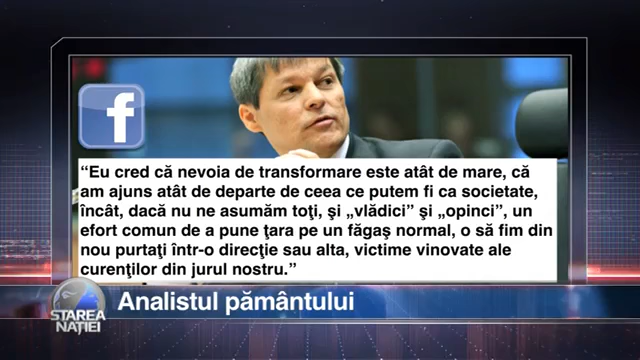 f
“Eu cred că nevoia de transformare este atât de mare, că
am ajuns atât de departe de ceea ce putem fi ca societate,
încât, dacă nu ne asumăm toţi, şi „vlădici” şi „opinci”, un
efort comun de a pune ţara pe un făgaş normal, o să fim din
nou purtaţi într-o direcţie sau alta, victime vinovate ale
curenţilor din jurul nostru.”
Analistul pământului
STAREA
NAȚIEI